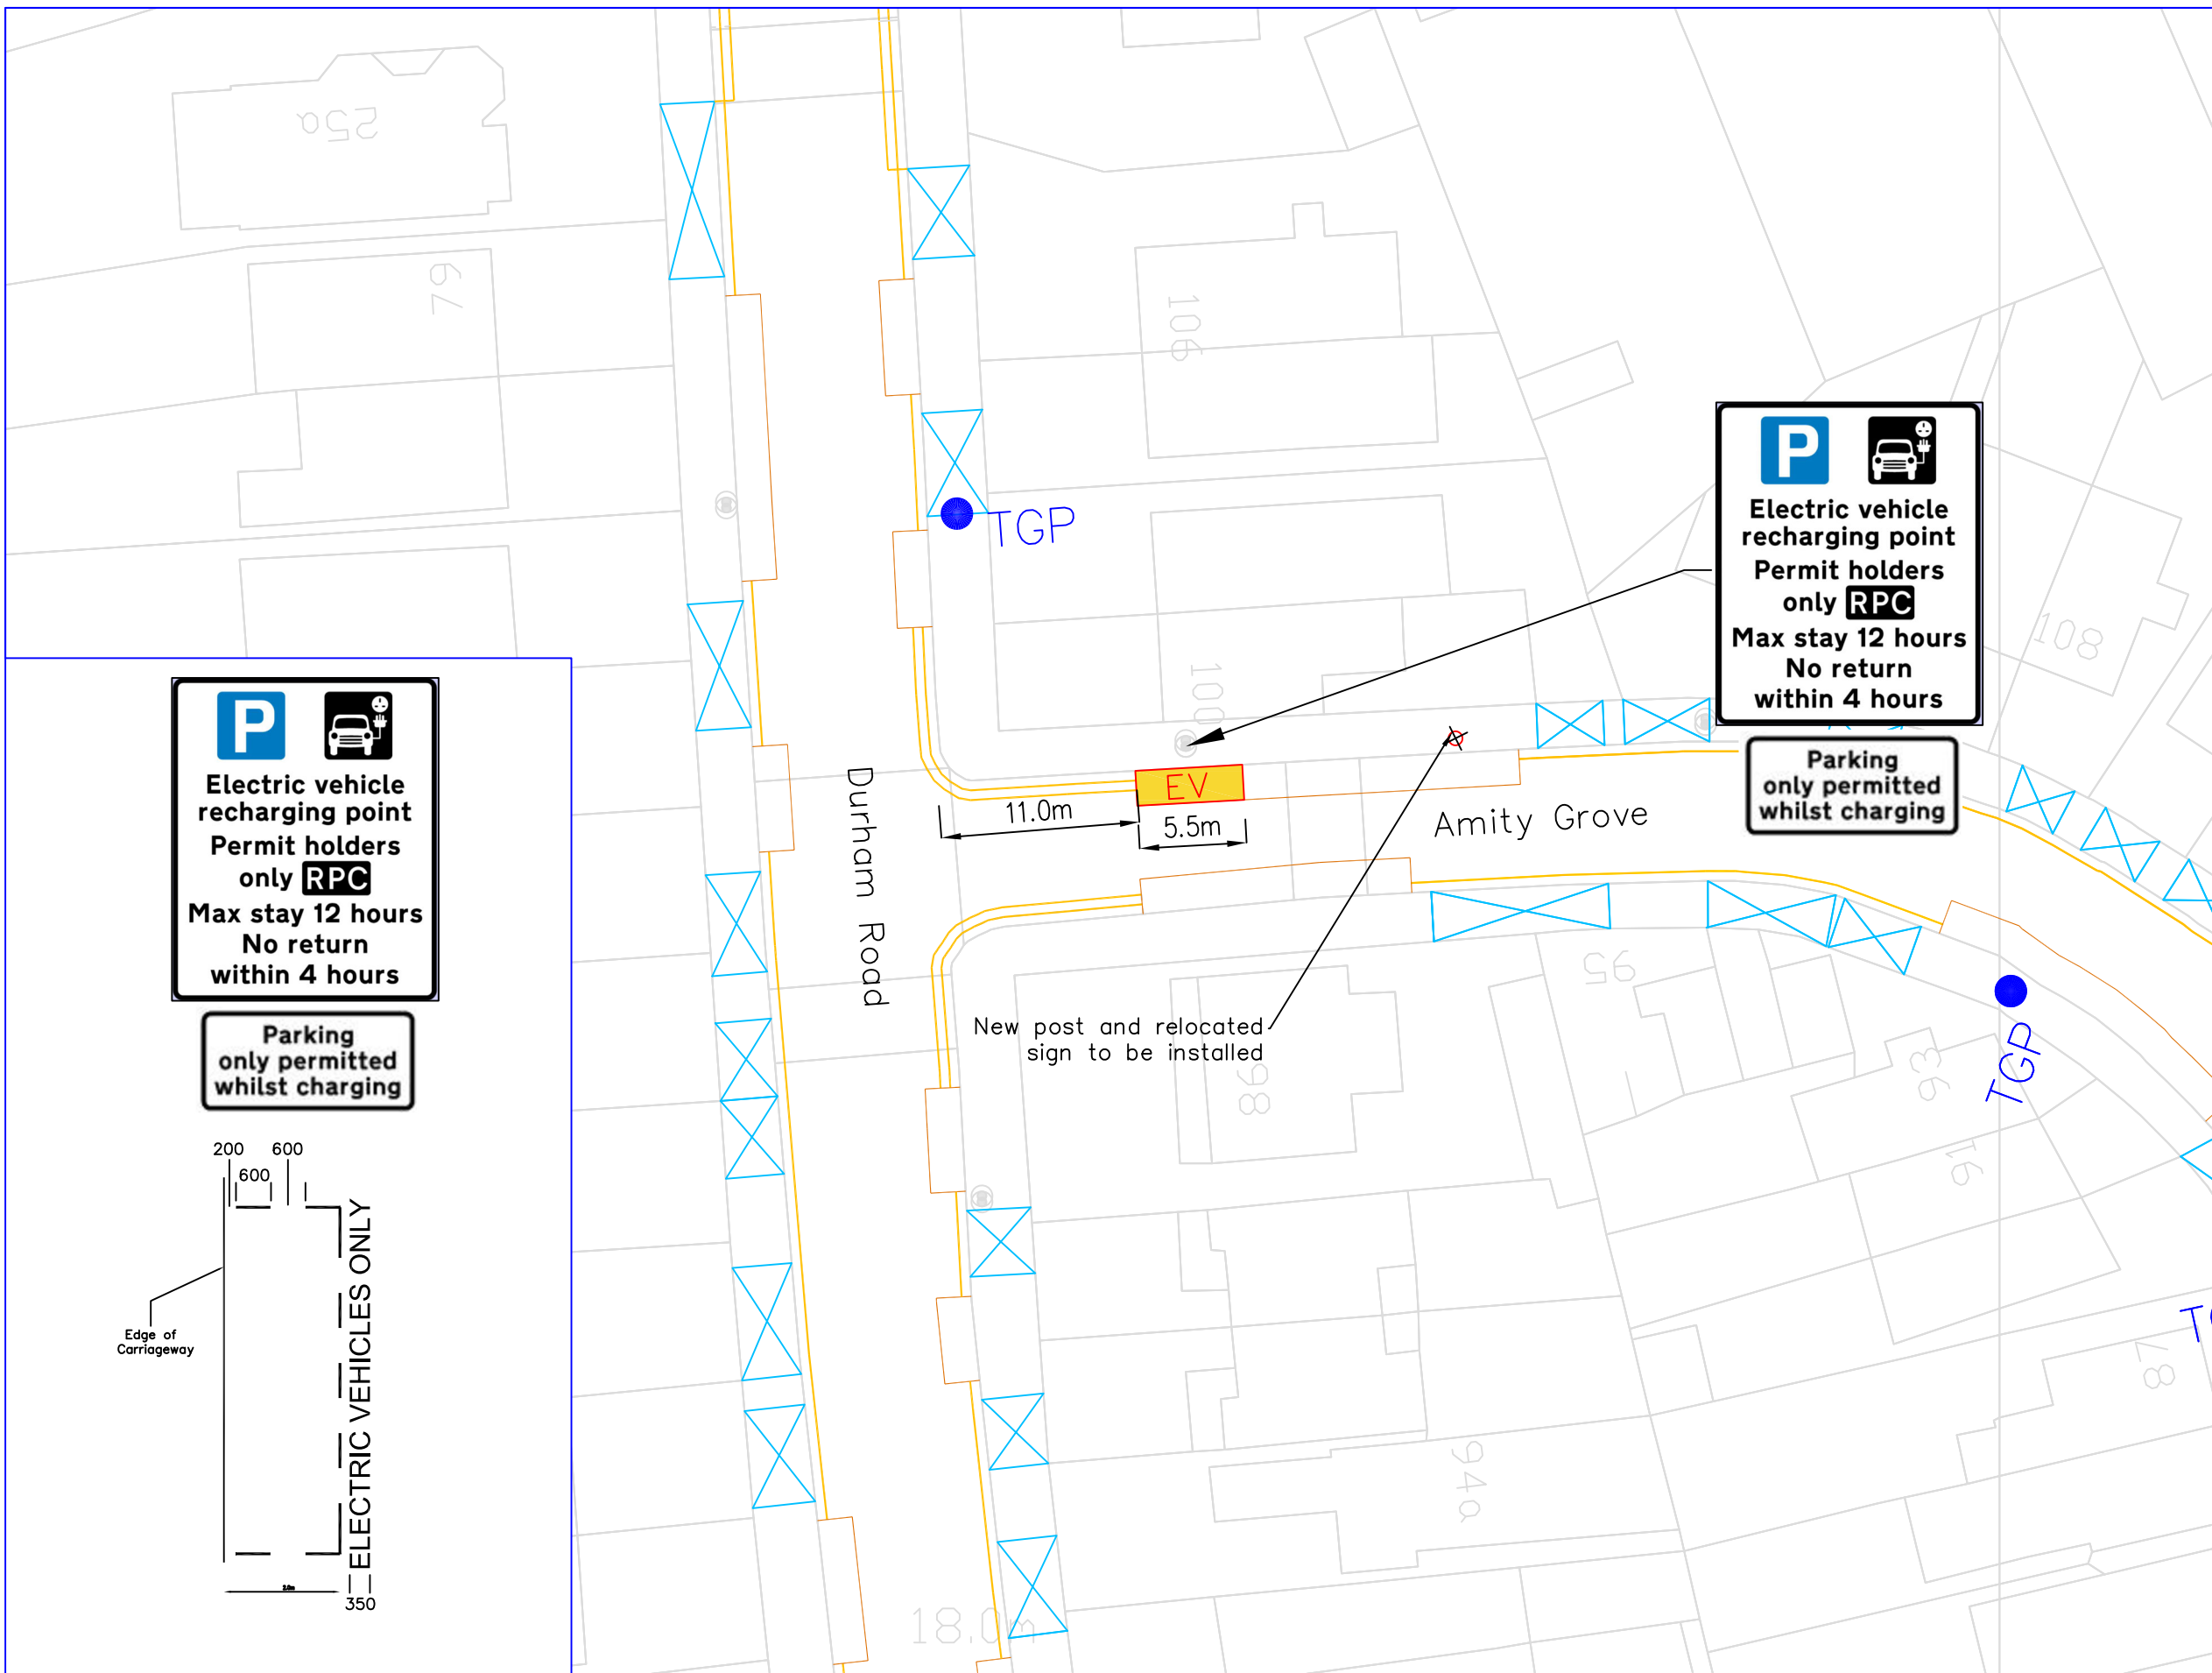 25a
79
106
TGP
100
P
Electric vehicle
recharging point
Permit holders
only RPC
Max stay 12 hours
No return
within 4 hours
Parking
only permitted
whilst charging
108
EV
11.0m
5.5m
Amity Grove
Durham Road
New post and relocated
sign to be installed
95
98
93
91
TGP
78
94a
18.0m
P
Electric vehicle
recharging point
Permit holders
only RPC
Max stay 12 hours
No return
within 4 hours
Parking
only permitted
whilst charging
200 600
600
ELECTRIC VEHICLES ONLY
Edge of
Carriageway
2.0m
350